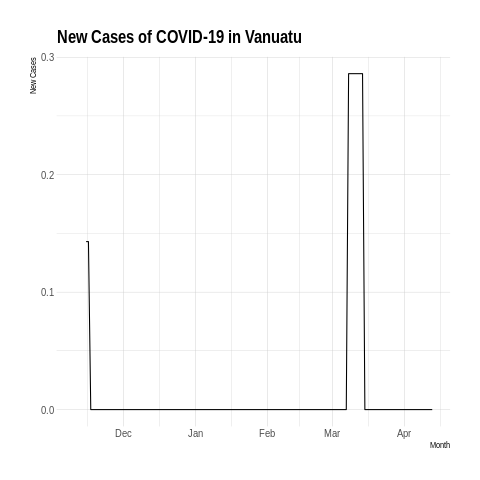 New Cases of COVID-19 in Vanuatu
New Cases
0.3
0.2
0.1
0.0
Dec Jan Feb Mar Apr
Month